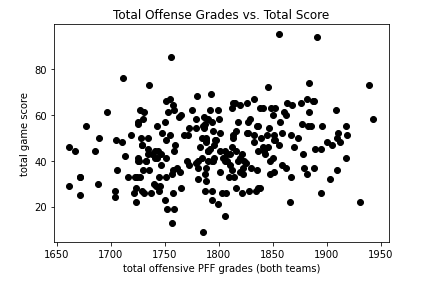 Total Offense Grades vs. Total Score
total game score
80
60
40
20
1650 1700 1750 1800 1850 1900 1950
total offensive PFF grades (both teams)